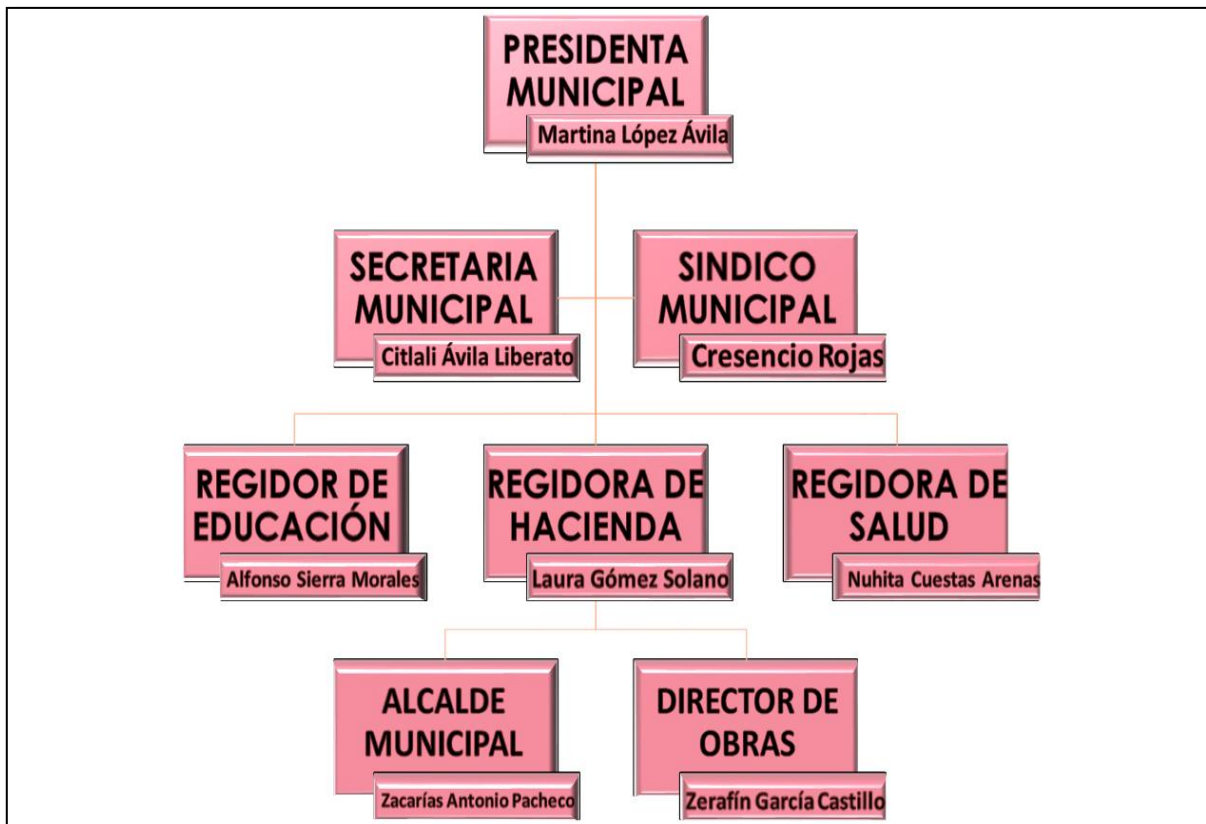 PRESIDENTA
MUNICIPAL
Martina López Ávila
SECRETARIA
MUNICIPAL
Citlali Ávila Liberato
SINDICO
MUNICIPAL
Cresencio Rojas
REGIDOR DE
EDUCACIÓN
Alfonso Sierra Morales
REGIDORA DE
HACIENDA
Laura Gómez Solano
REGIDORA DE
SALUD
Nuhita Cuestas Arenas
ALCALDE
MUNICIPAL
Zacarías Antonio Pacheco
DIRECTOR DE
OBRAS
Zerafín García Castillo